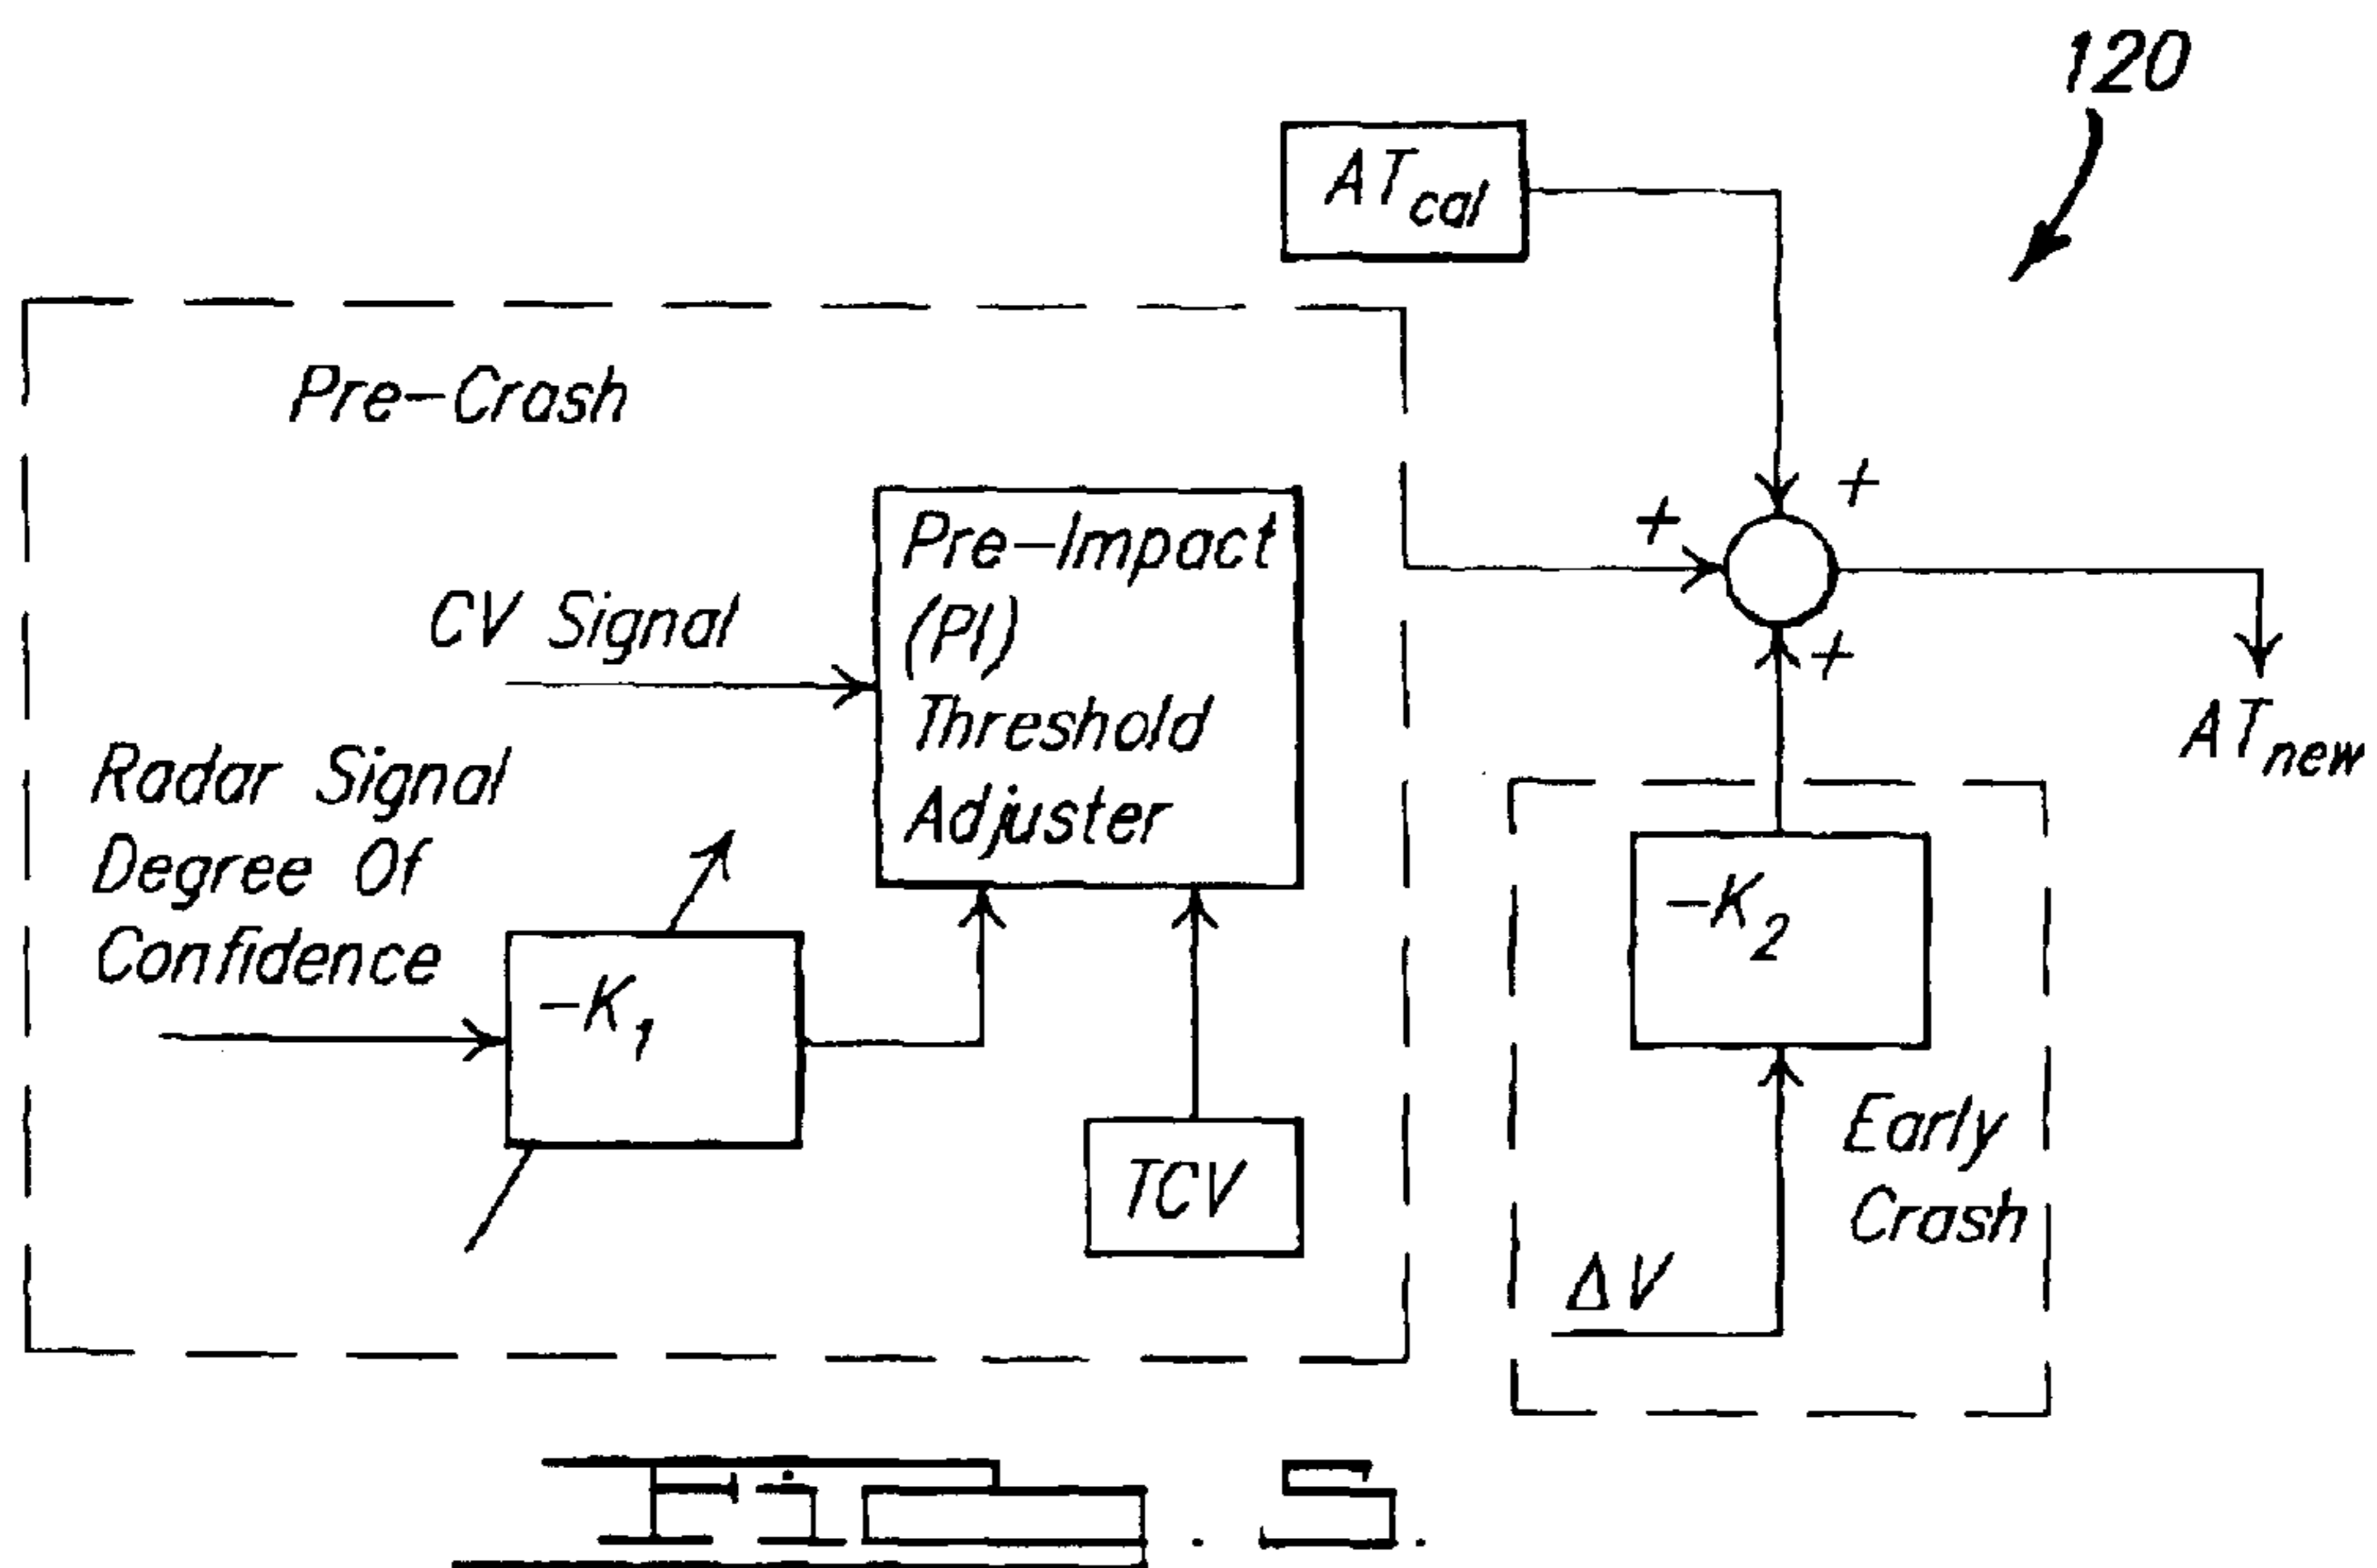 120
AT_cal
Pre-Crash
+
+
Pre-Impact
(PI)
Threshold
Adjuster
CV Signal
+
AT_new
Radar Signal
Degree Of
Confidence
-K_1
-K_2
TCV
Early
Crash
ΔV
Fig. 5.